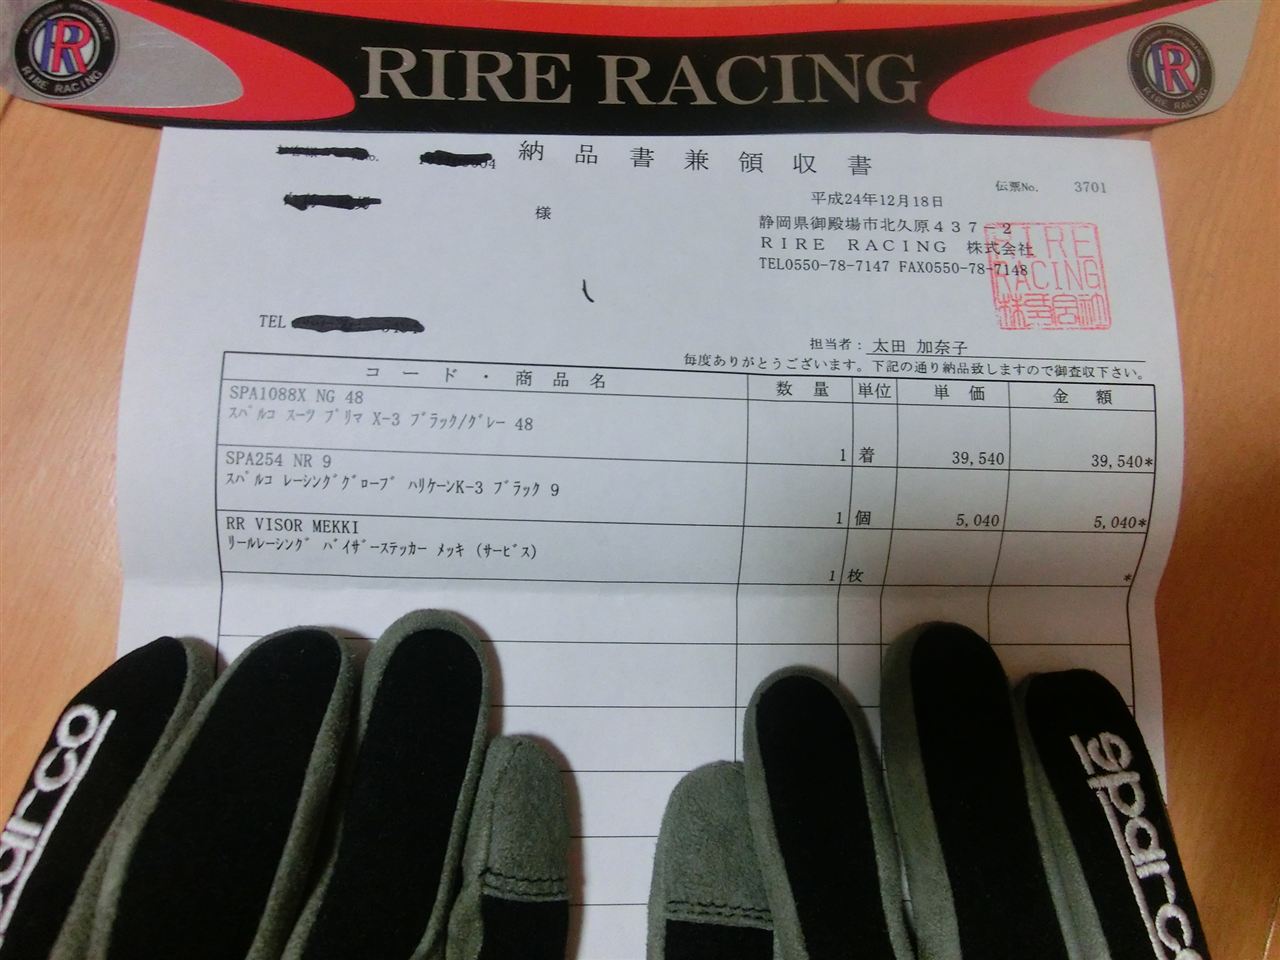 RIRE RACING
RIRE RACING
RIRE RACING
納品書兼領収書
伝票No. 3701
平成24年12月18日
様
静岡県御殿場市北久原437-2
RIRE RACING 株式会社
TEL0550-78-7147 FAX0550-78-7148
RIRE
RACING
株式会社
TEL
担当者: 太田 加奈子
毎度ありがとうございます。下記の通り納品致しますので御査収下さい。
コード・商品名 数量 単位 単価 金額
SPA1088X NG 48
ｽﾊﾟﾙｺ ｽｰﾂ ﾌﾟﾘﾏ X-3 ﾌﾞﾗｯｸ/ｸﾞﾚｰ 48
1 着 39,540 39,540*
SPA254 NR 9
ｽﾊﾟﾙｺ ﾚｰｼﾝｸﾞｸﾞﾛｰﾌﾞ ﾊﾘｹｰﾝK-3 ﾌﾞﾗｯｸ 9
1 個 5,040 5,040*
RR VISOR MEKKI
ﾘｰﾙﾚｰｼﾝｸﾞ ﾊﾞｲｻﾞｰｽﾃｯｶｰ ﾒｯｷ (ｻｰﾋﾞｽ)
1 枚 *
arco
sparco